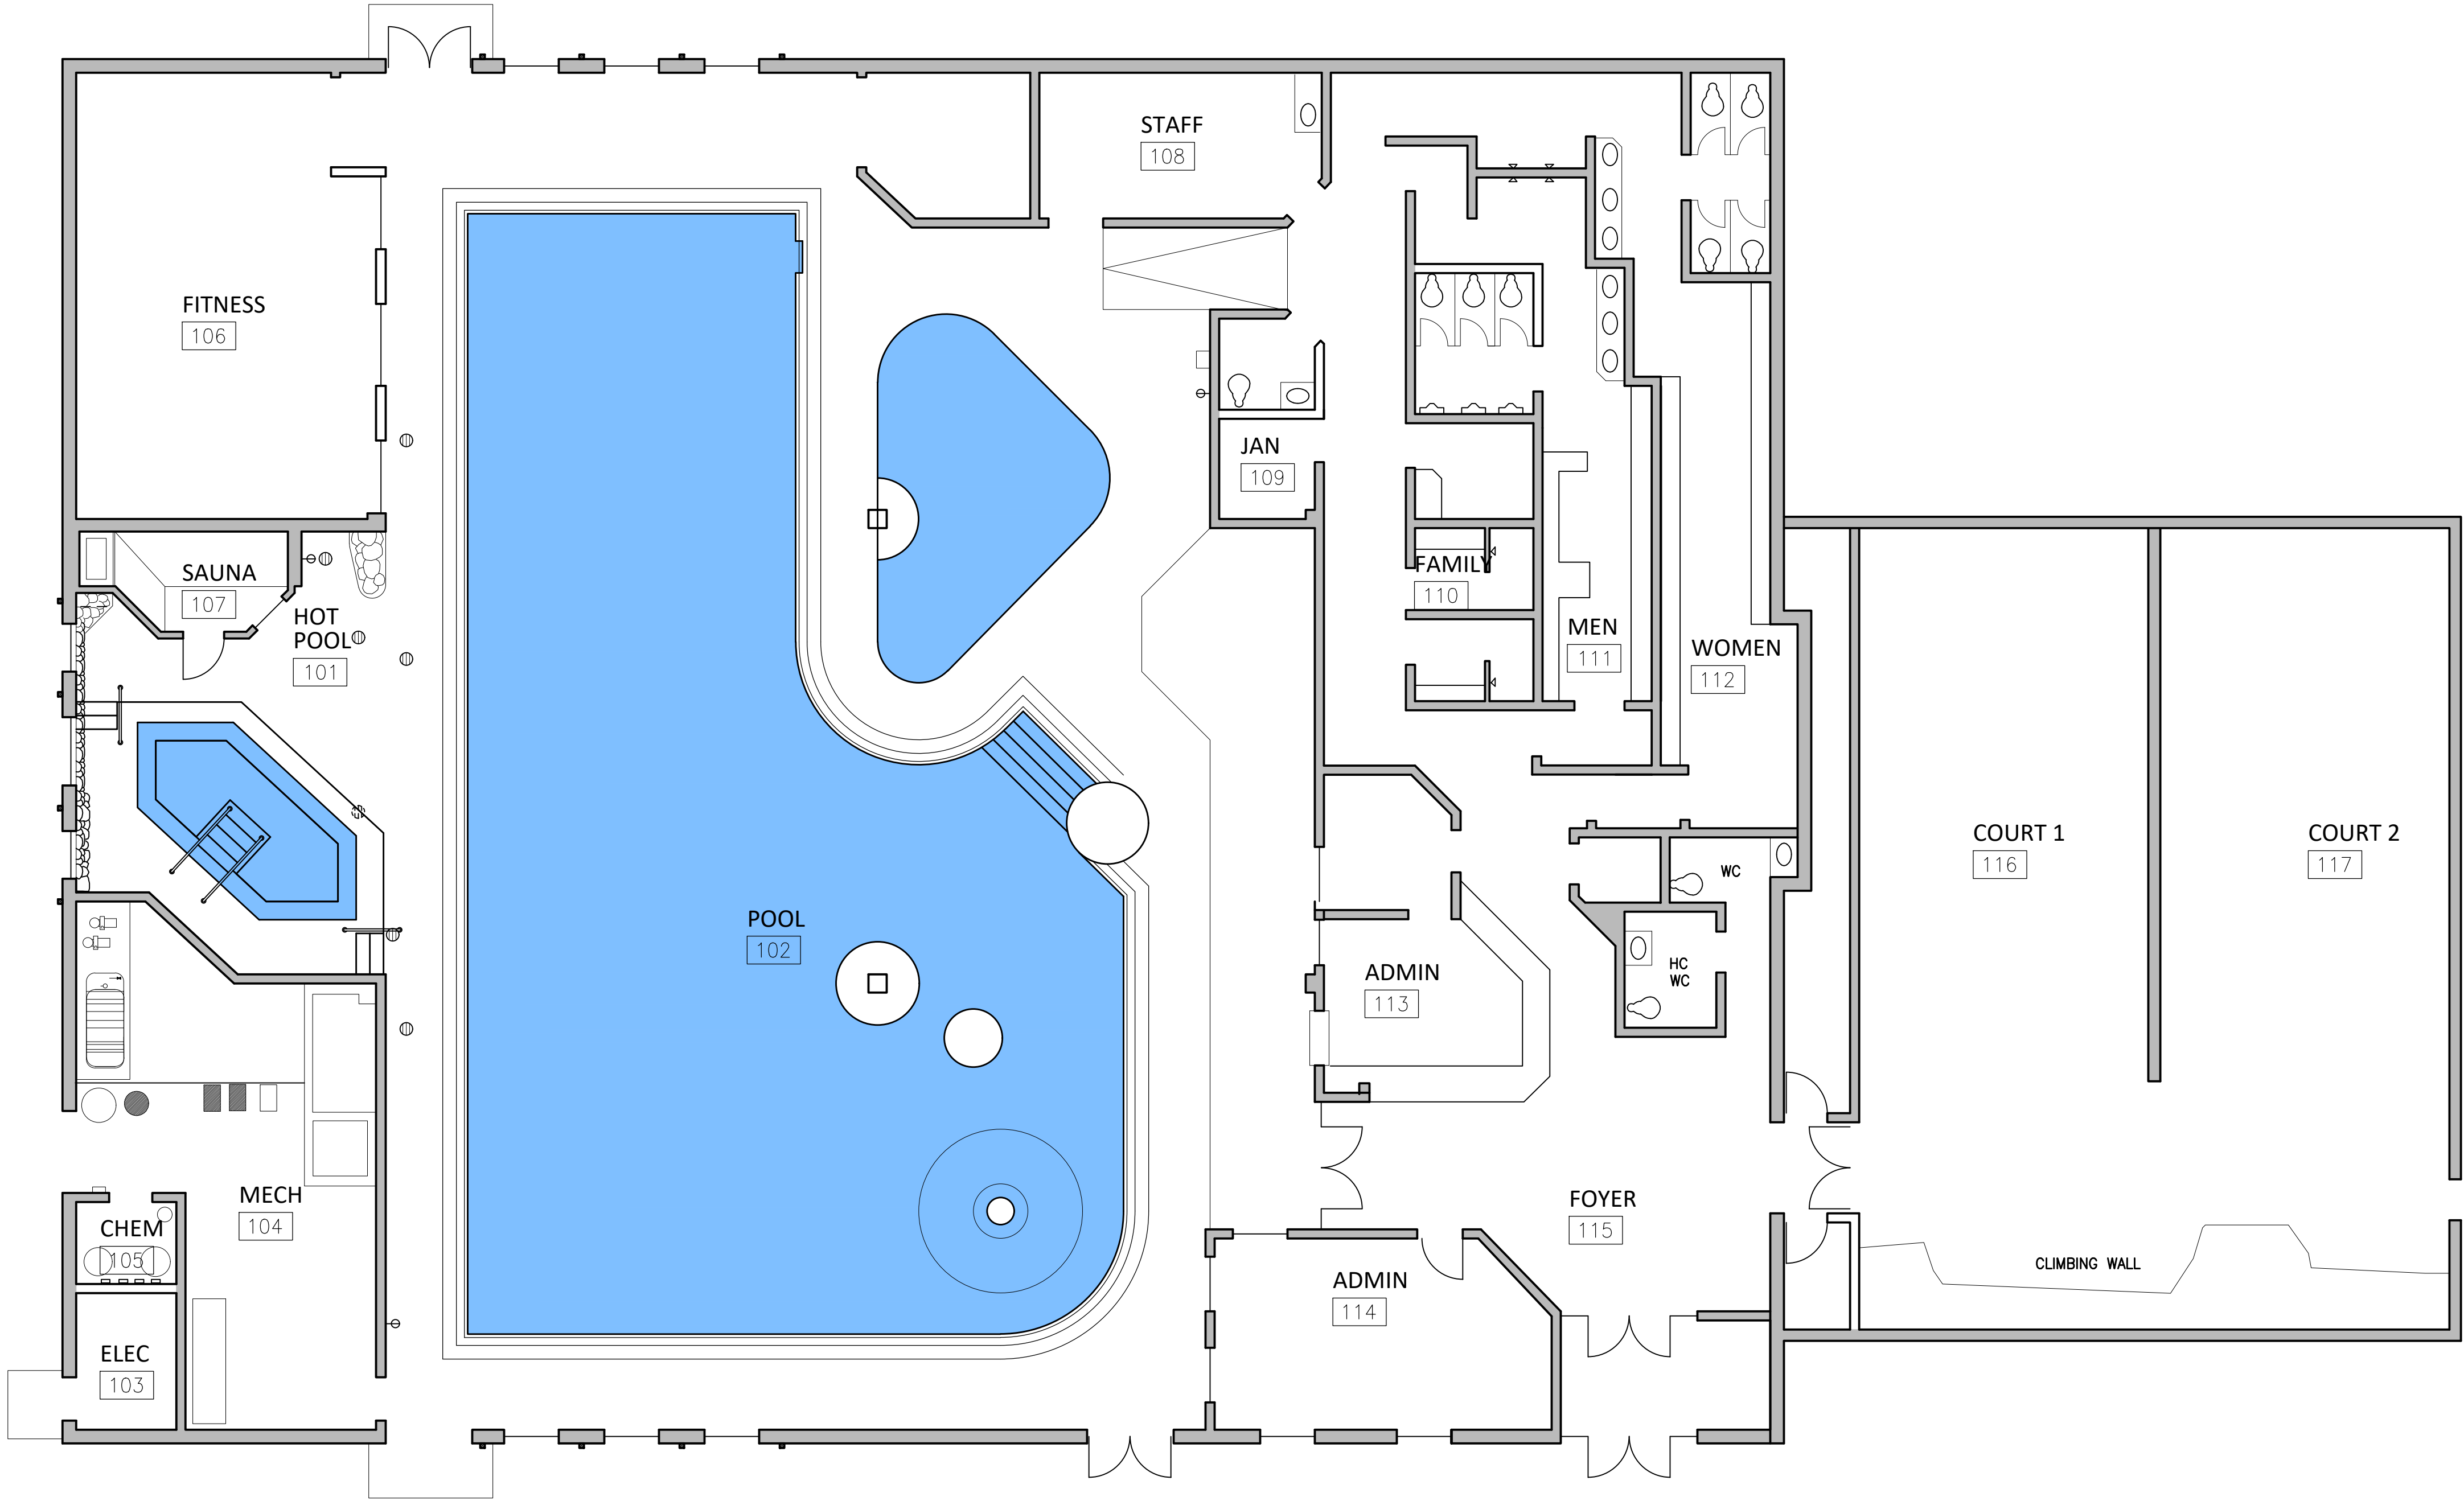 STAFF
108
FITNESS
106
JAN
109
SAUNA
107
HOT
POOL
101
FAMILY
110
MEN
111
WOMEN
112
COURT 1
116
COURT 2
117
WC
POOL
102
ADMIN
113
HC
WC
MECH
104
CHEM
105
FOYER
115
CLIMBING WALL
ADMIN
114
ELEC
103